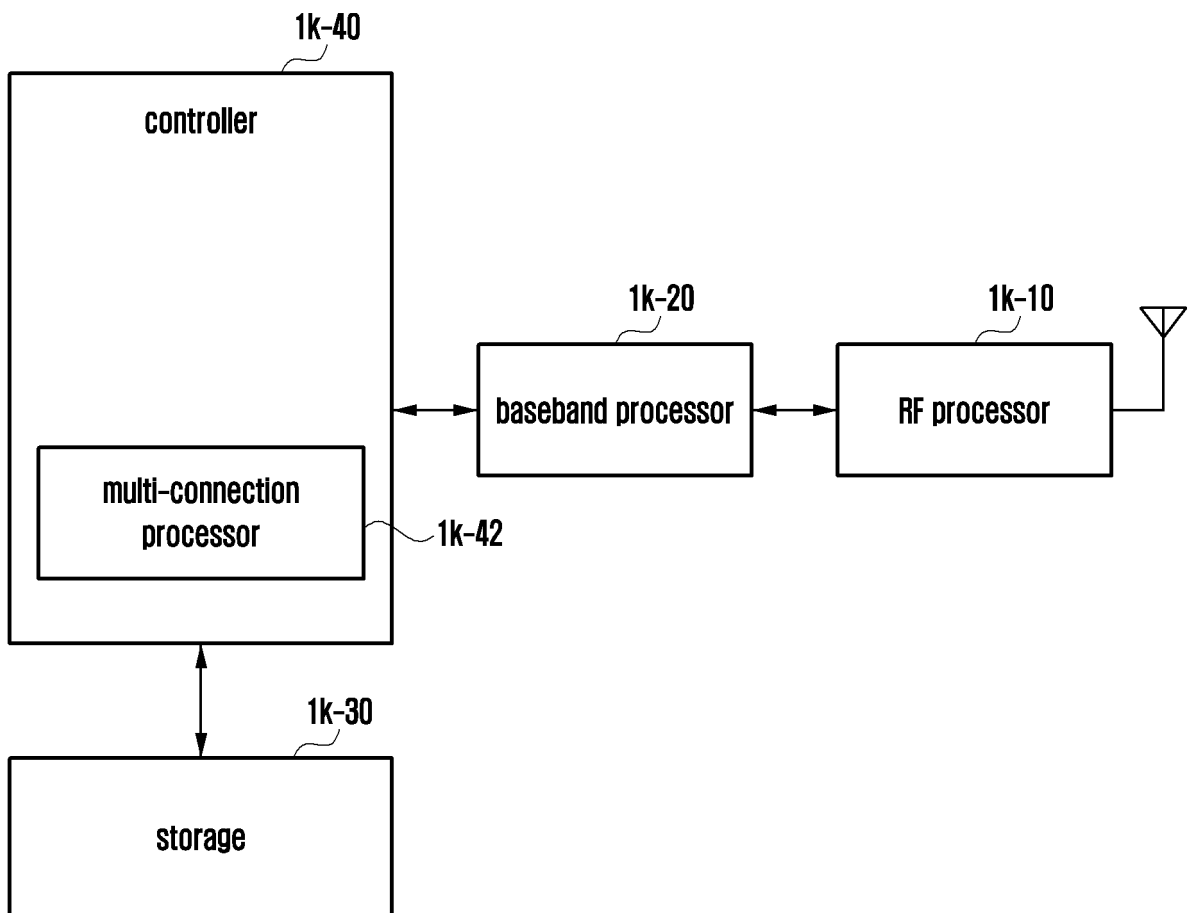 1k-40
controller
1k-20
1k-10
baseband processor
RF processor
multi-connection
processor
1k-42
1k-30
storage